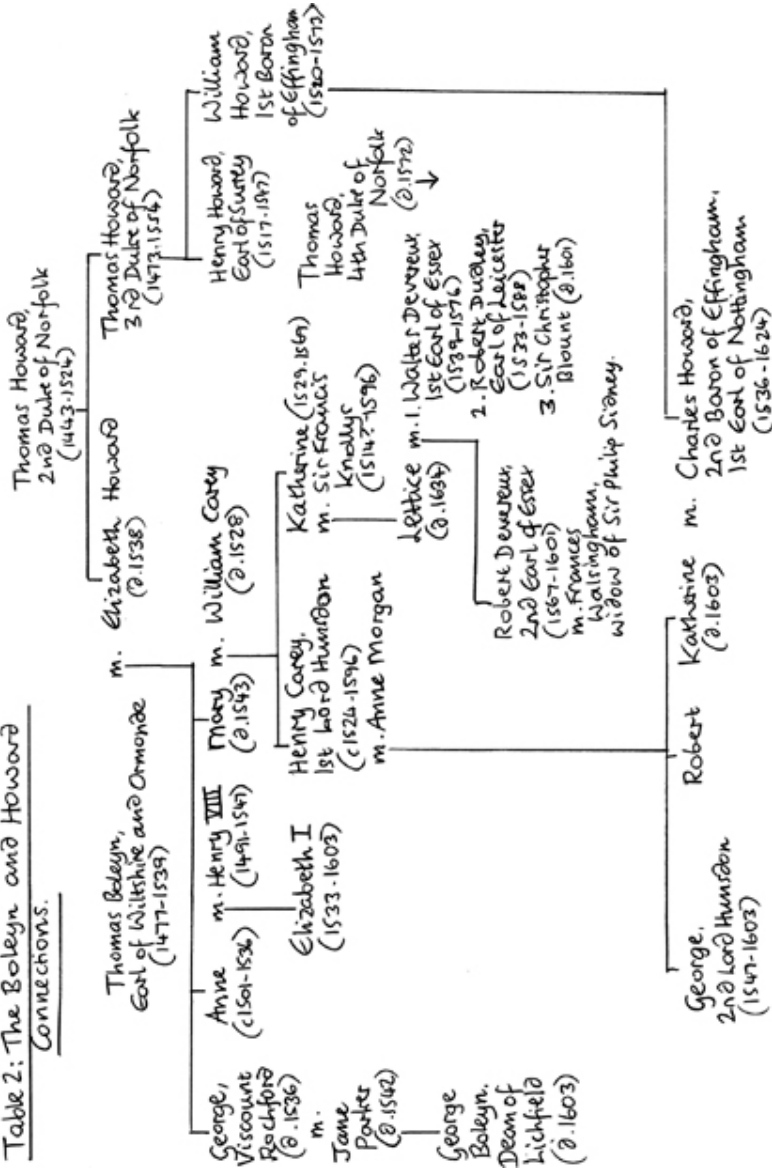 Table 2: The Boleyn and Howard
Connections.
Thomas Howard,
2nd Duke of Norfolk
(1443-1524)
Thomas Boleyn,
Earl of Wiltshire and Ormonde
(1477-1539)
m.
Elizabeth Howard
(d.1538)
Thomas Howard,
3rd Duke of Norfolk
(1473-1554)
George,
Viscount
Rochford
(d.1536)
m.
Jane
Parker
(d.1542)
Anne
(c1501-1536)
m. Henry VIII
(1491-1547)
Mary
(d.1543)
m. William Carey
(d.1528)
Henry Howard,
Earl of Surrey
(1517-1547)
William
Howard,
1st Baron
of Effingham
(1520-1573)
George
Boleyn.
Dean of
Lichfield
(d.1603)
Elizabeth I
(1533-1603)
Henry Carey,
1st Lord Hunsdon
(c1524-1596)
m. Anne Morgan
Katherine (1529-1569)
m. Sir Francis
Knollys
(1514?-1596)
Thomas
Howard,
4th Duke of
Norfolk
(d.1572)
Lettice
(d.1634)
m. 1. Walter Devereux,
1st Earl of Essex
(1539-1576)
2. Robert Dudley,
Earl of Leicester
(1533-1588)
3. Sir Christopher
Blount (d.1601)
Robert Devereux,
2nd Earl of Essex
(1567-1601)
m. Frances
Walsingham,
widow of Sir Philip Sidney.
George,
2nd Lord Hunsdon
(1547-1603)
Robert
Katherine
(d.1603)
m.
Charles Howard,
2nd Baron of Effingham,
1st Earl of Nottingham
(1536-1624)